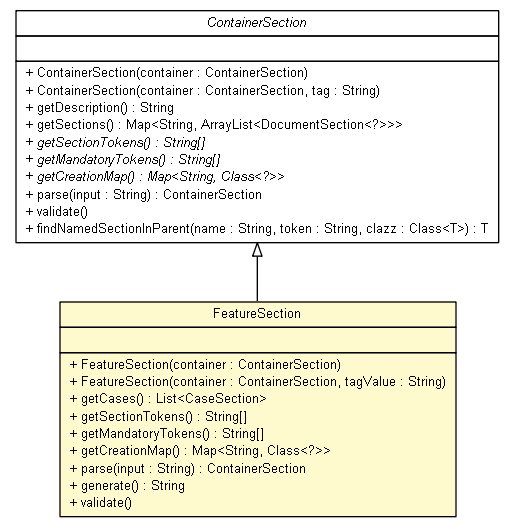 ContainerSection
+ ContainerSection(container : ContainerSection)
+ ContainerSection(container : ContainerSection, tag : String)
+ getDescription() : String
+ getSections() : Map<String, ArrayList<DocumentSection<?>>>
+ getSectionTokens() : String[]
+ getMandatoryTokens() : String[]
+ getCreationMap() : Map<String, Class<?>>
+ parse(input : String) : ContainerSection
+ validate()
+ findNamedSectionInParent(name : String, token : String, clazz : Class<T>) : T
FeatureSection
+ FeatureSection(container : ContainerSection)
+ FeatureSection(container : ContainerSection, tagValue : String)
+ getCases() : List<CaseSection>
+ getSectionTokens() : String[]
+ getMandatoryTokens() : String[]
+ getCreationMap() : Map<String, Class<?>>
+ parse(input : String) : ContainerSection
+ generate() : String
+ validate()